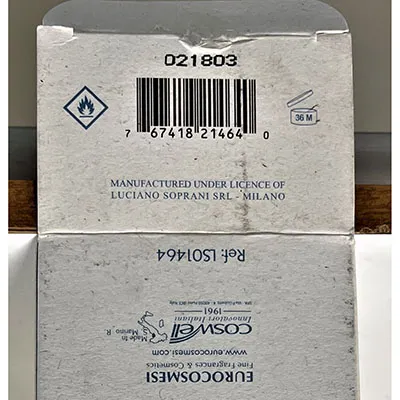 021803
7 67418 21464 0
36 M
MANUFACTURED UNDER LICENCE OF
LUCIANO SOPRANI SRL - MILANO
EUROCOSMESI
Fine Fragrances & Cosmetics
www.eurocosmesi.com
COSWELL
Innovatori Italiani
1961
Made In
Marino R.
Ref: LS01464